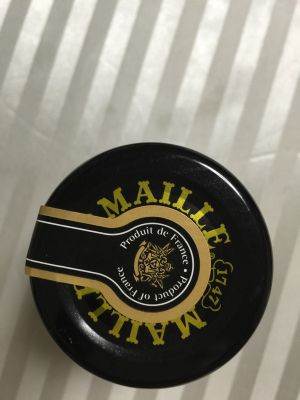 MAILLE
1747
MAILLE
Produit de France •
Product of France